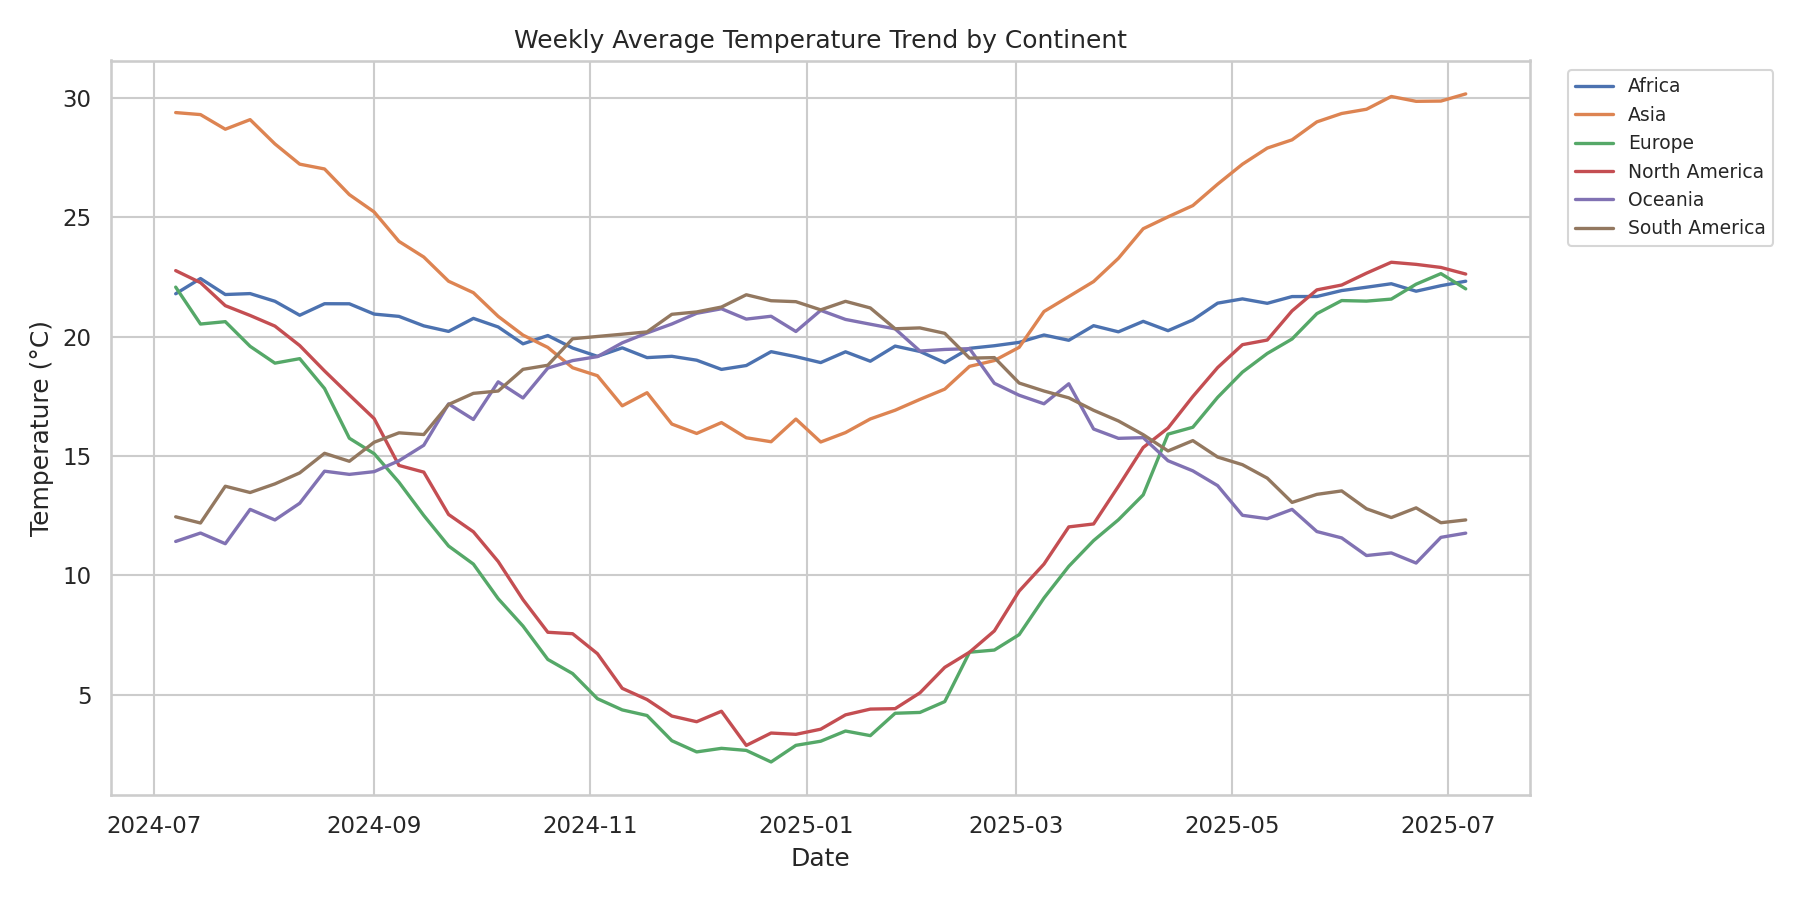 Weekly Average Temperature Trend by Continent
30
25
20
15
10
5
Temperature (°C)
2024-07
2024-09
2024-11
2025-01
2025-03
2025-05
2025-07
Date
Africa
Asia
Europe
North America
Oceania
South America